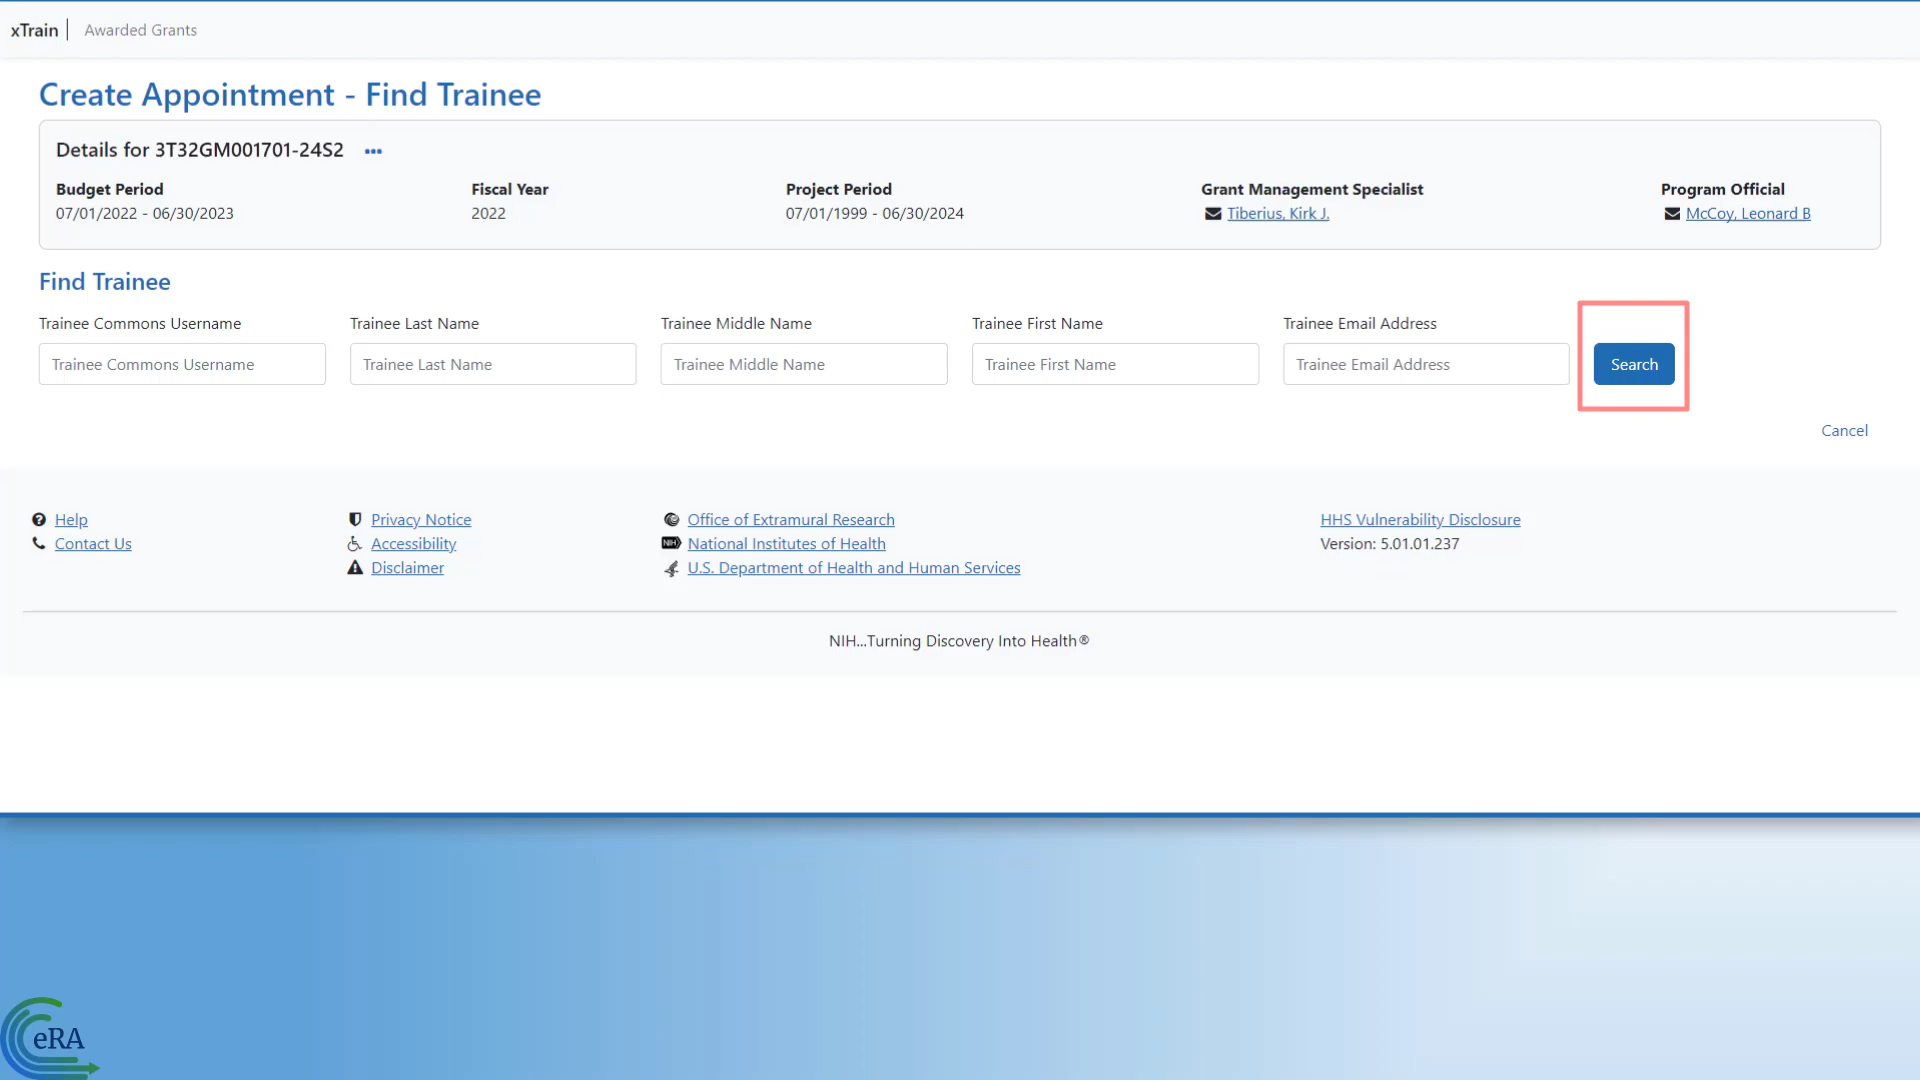 xTrain Awarded Grants
Create Appointment - Find Trainee
Details for 3T32GM001701-24S2
Budget Period Fiscal Year Project Period Grant Management Specialist Program Official
07/01/2022 - 06/30/2023 2022 07/01/1999 - 06/30/2024 Tiberius, Kirk J. McCoy, Leonard B
Find Trainee
Trainee Commons Username Trainee Last Name Trainee Middle Name Trainee First Name Trainee Email Address
Trainee Commons Username Trainee Last Name Trainee Middle Name Trainee First Name Trainee Email Address Search
Cancel
Help Privacy Notice Office of Extramural Research HHS Vulnerability Disclosure
Contact Us Accessibility NIH National Institutes of Health Version: 5.01.01.237
Disclaimer U.S. Department of Health and Human Services
NIH...Turning Discovery Into Health®
eRA